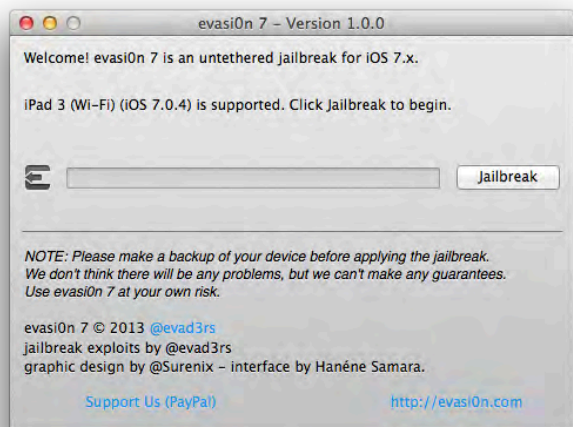 evasi0n 7 – Version 1.0.0
Welcome! evasi0n 7 is an untethered jailbreak for iOS 7.x.
iPad 3 (Wi-Fi) (iOS 7.0.4) is supported. Click Jailbreak to begin.
Jailbreak
NOTE: Please make a backup of your device before applying the jailbreak.
We don't think there will be any problems, but we can't make any guarantees.
Use evasi0n 7 at your own risk.
evasi0n 7 © 2013 @evad3rs
jailbreak exploits by @evad3rs
graphic design by @Surenix – interface by Hanéne Samara.
Support Us (PayPal) http://evasi0n.com